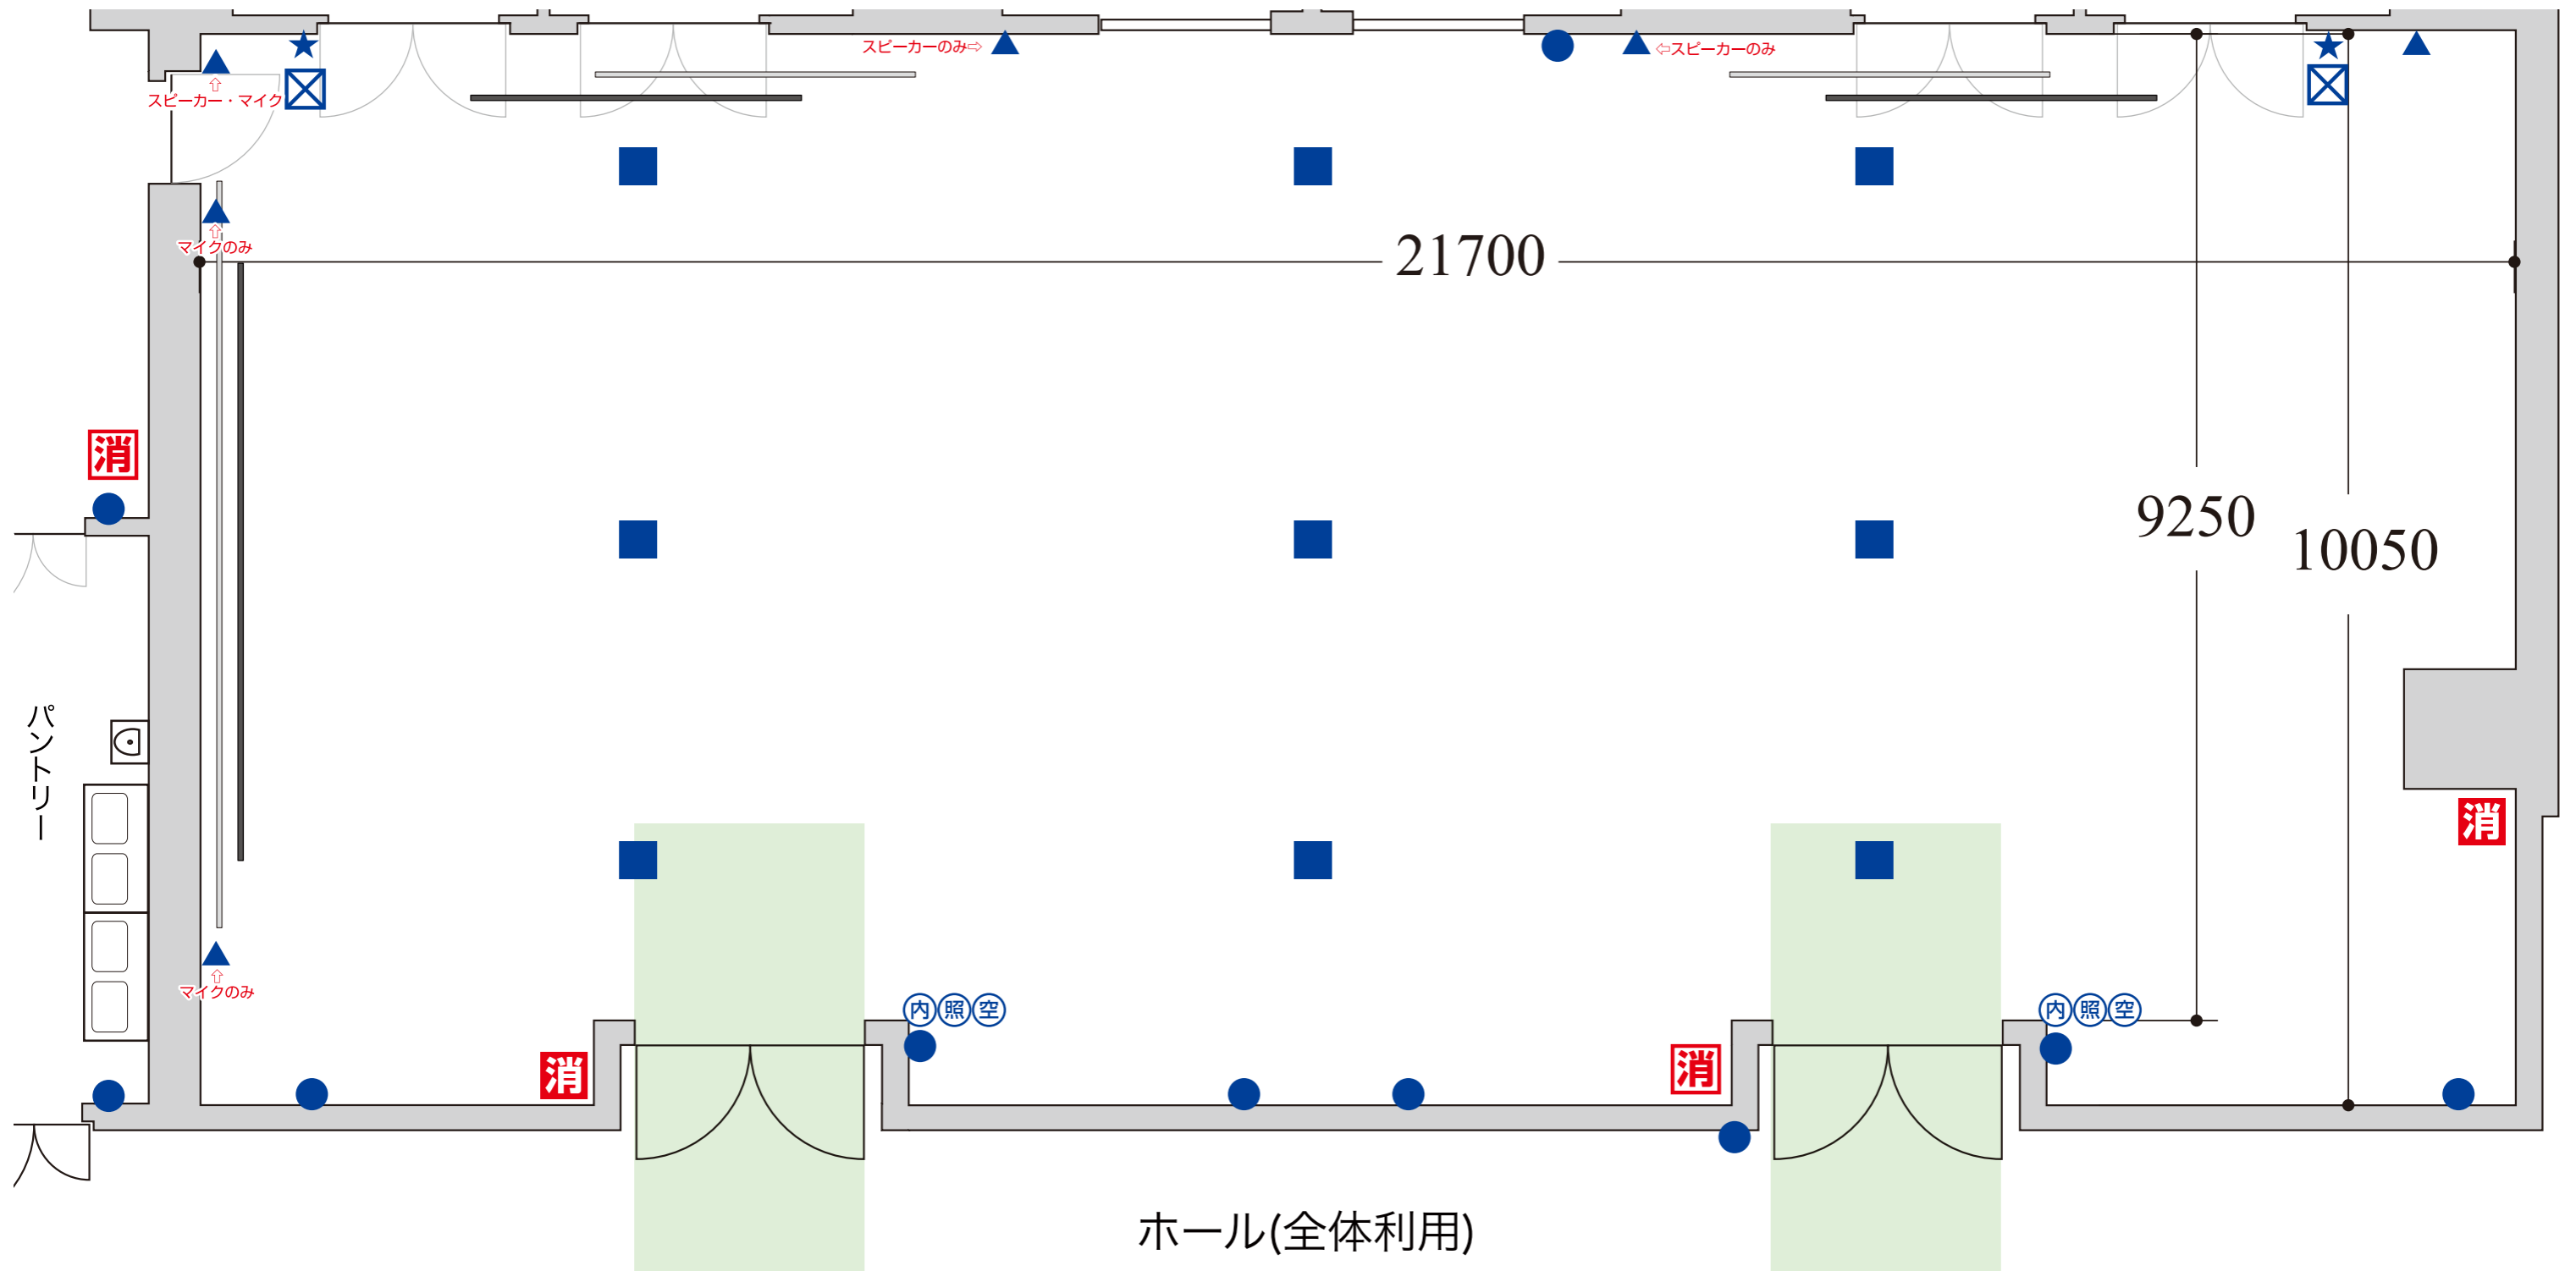 スピーカーのみ⇨
⇦スピーカーのみ
⇧
スピーカー・マイク
⇧
マイクのみ
21700
消
9250
10050
パントリー
消
⇧
マイクのみ
内 照 空
内 照 空
消
消
ホール(全体利用)